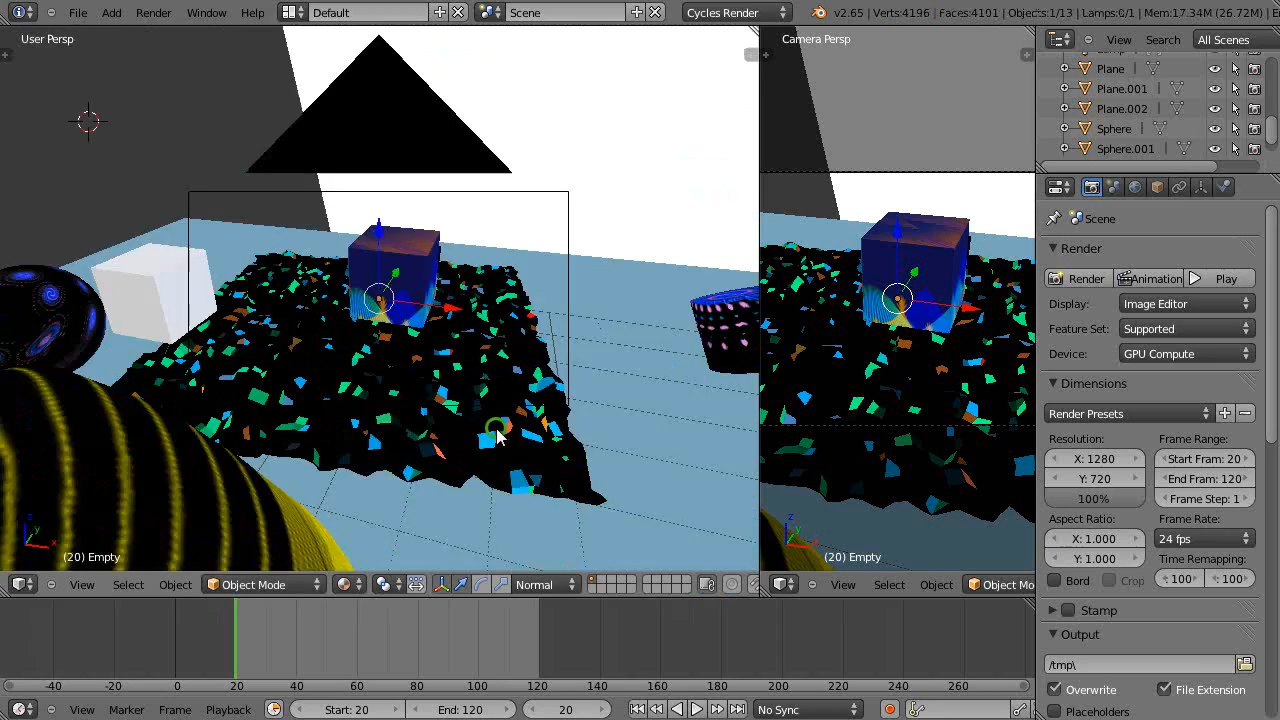 File Add Render Window Help Default Scene Cycles Render v2.65 | Verts:4196 | Faces:4101 | Objects:1/13 | Lamps:0/1 |
User Persp
Camera Persp
View Search All Scenes
Plane
Plane.001
Plane.002
Sphere
Sphere.001
Scene
Render
Render Animation Play
Display: Image Editor
Feature Set: Supported
Device: GPU Compute
Dimensions
Render Presets
Resolution: Frame Range:
X: 1280 Start Fram: 20
Y: 720 End Fram: 120
100% Frame Step: 1
Aspect Ratio: Frame Rate:
X: 1.000 24 fps
Y: 1.000 Time Remapping:
Bord Crop 100 100
Stamp
Output
/tmp\
Overwrite File Extension
Placeholders
(20) Empty
(20) Empty
View Select Object Object Mode Normal
View Select Object Object Mo
-40 -20 0 20 40 60 80 100 120 140 160 180 200 220 240 260
View Marker Frame Playback Start: 20 End: 120 20 No Sync